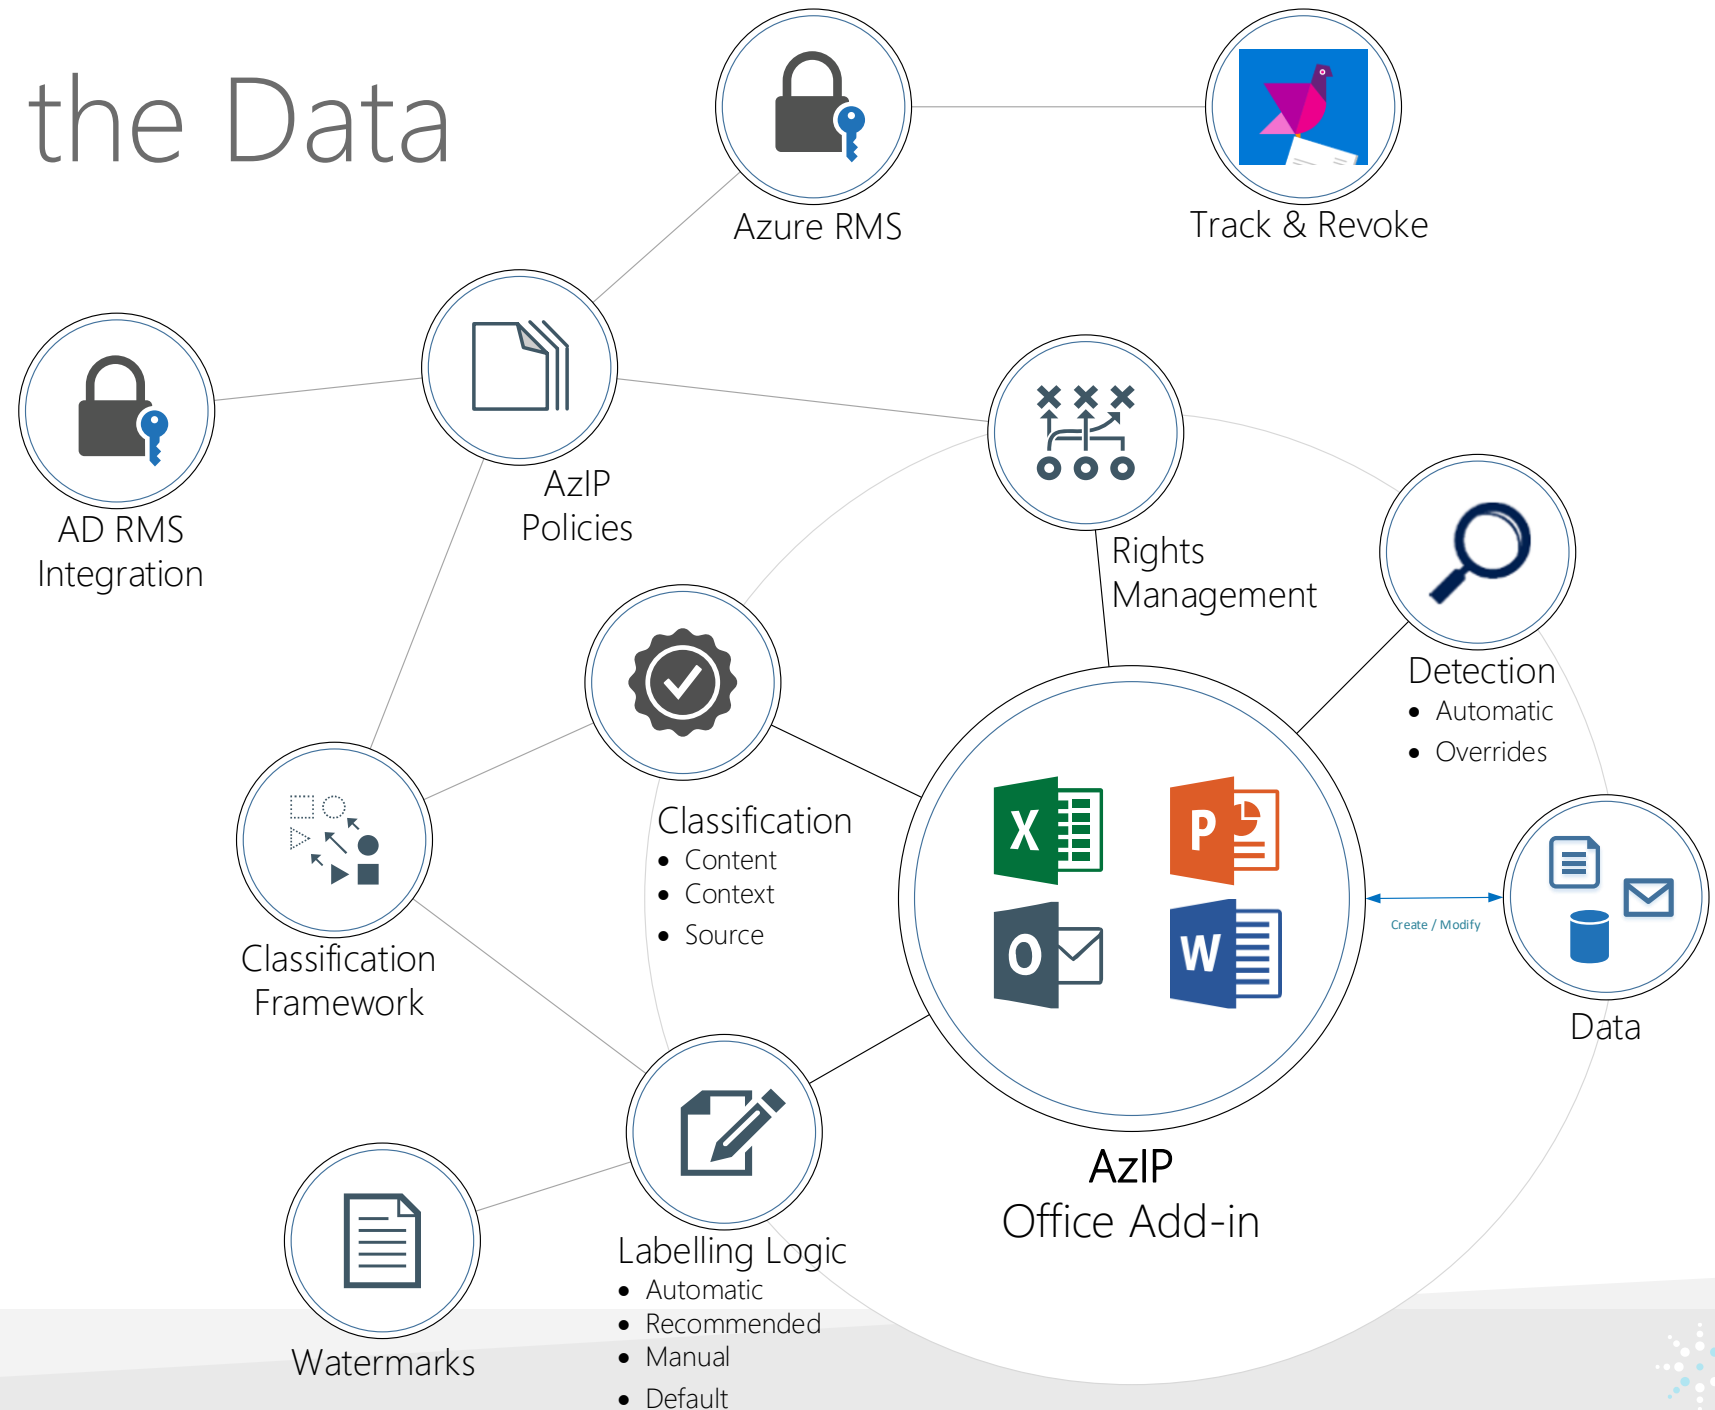 the Data
Azure RMS
Track & Revoke
AD RMS
Integration
AzIP
Policies
Rights
Management
Detection
• Automatic
• Overrides
Classification
• Content
• Context
• Source
X
P
O
W
Create / Modify
Data
Classification
Framework
AzIP
Office Add-in
Labelling Logic
• Automatic
• Recommended
• Manual
• Default
Watermarks